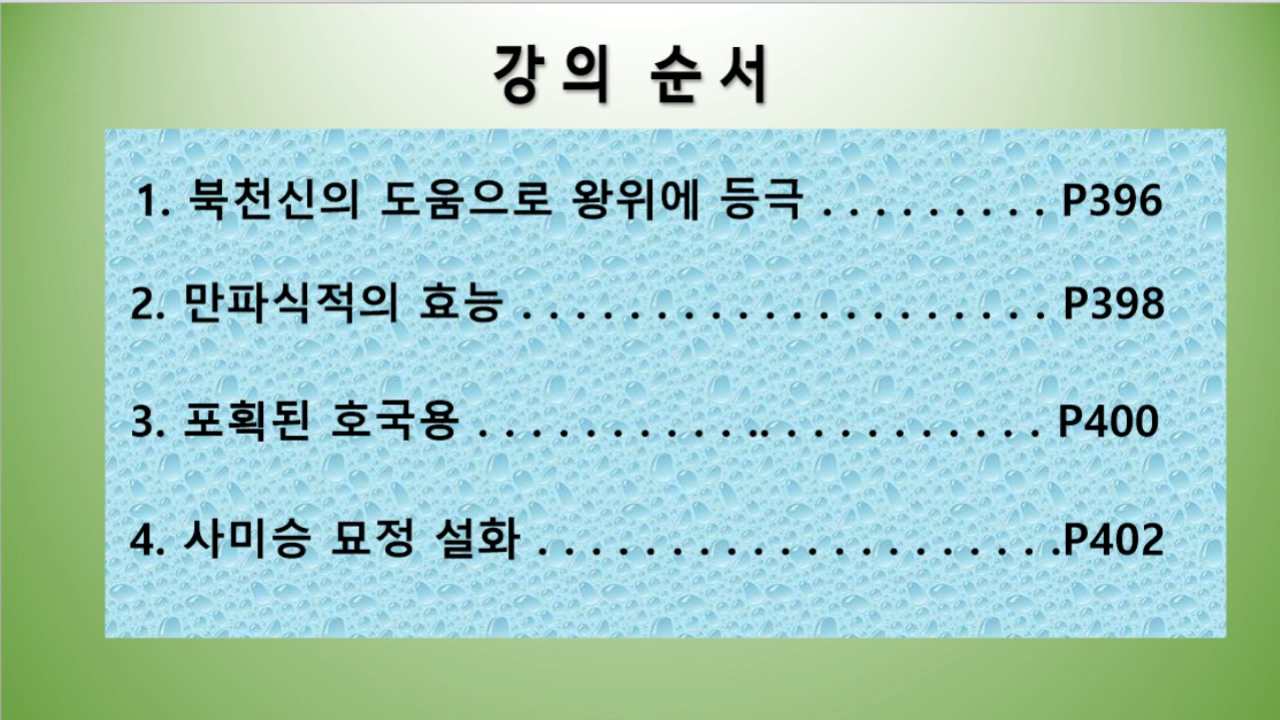 강의 순서
1. 북천신의 도움으로 왕위에 등극 . . . . . . . . . P396
2. 만파식적의 효능 . . . . . . . . . . . . . . . . . . . . P398
3. 포획된 호국용 . . . . . . . . . . .. . . . . . . . . . . P400
4. 사미승 묘정 설화 . . . . . . . . . . . . . . . . . . . .P402